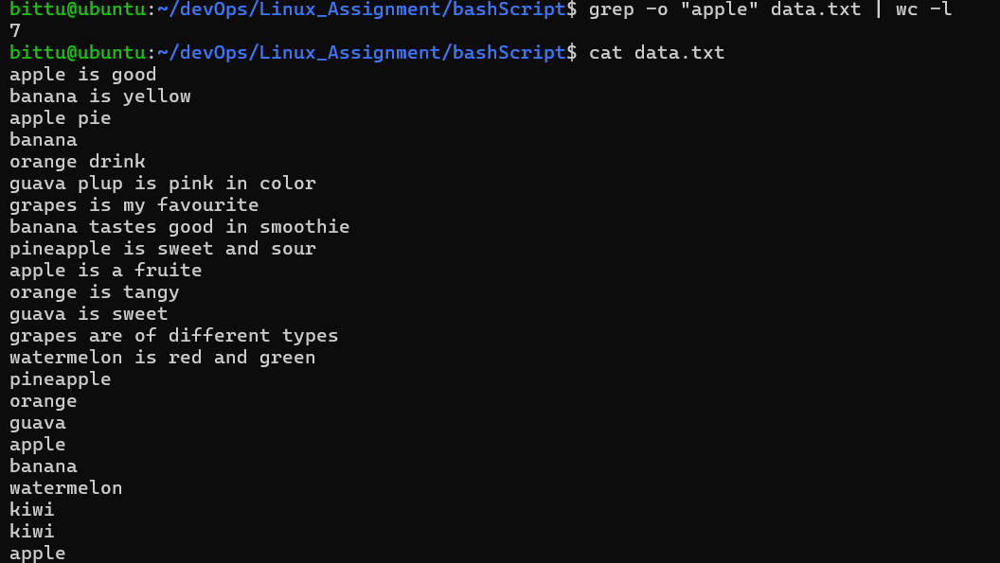 bittu@ubuntu:~/devOps/Linux_Assignment/bashScript$ grep -o "apple" data.txt | wc -l
7
bittu@ubuntu:~/devOps/Linux_Assignment/bashScript$ cat data.txt
apple is good
banana is yellow
apple pie
banana
orange drink
guava plup is pink in color
grapes is my favourite
banana tastes good in smoothie
pineapple is sweet and sour
apple is a fruite
orange is tangy
guava is sweet
grapes are of different types
watermelon is red and green
pineapple
orange
guava
apple
banana
watermelon
kiwi
kiwi
apple